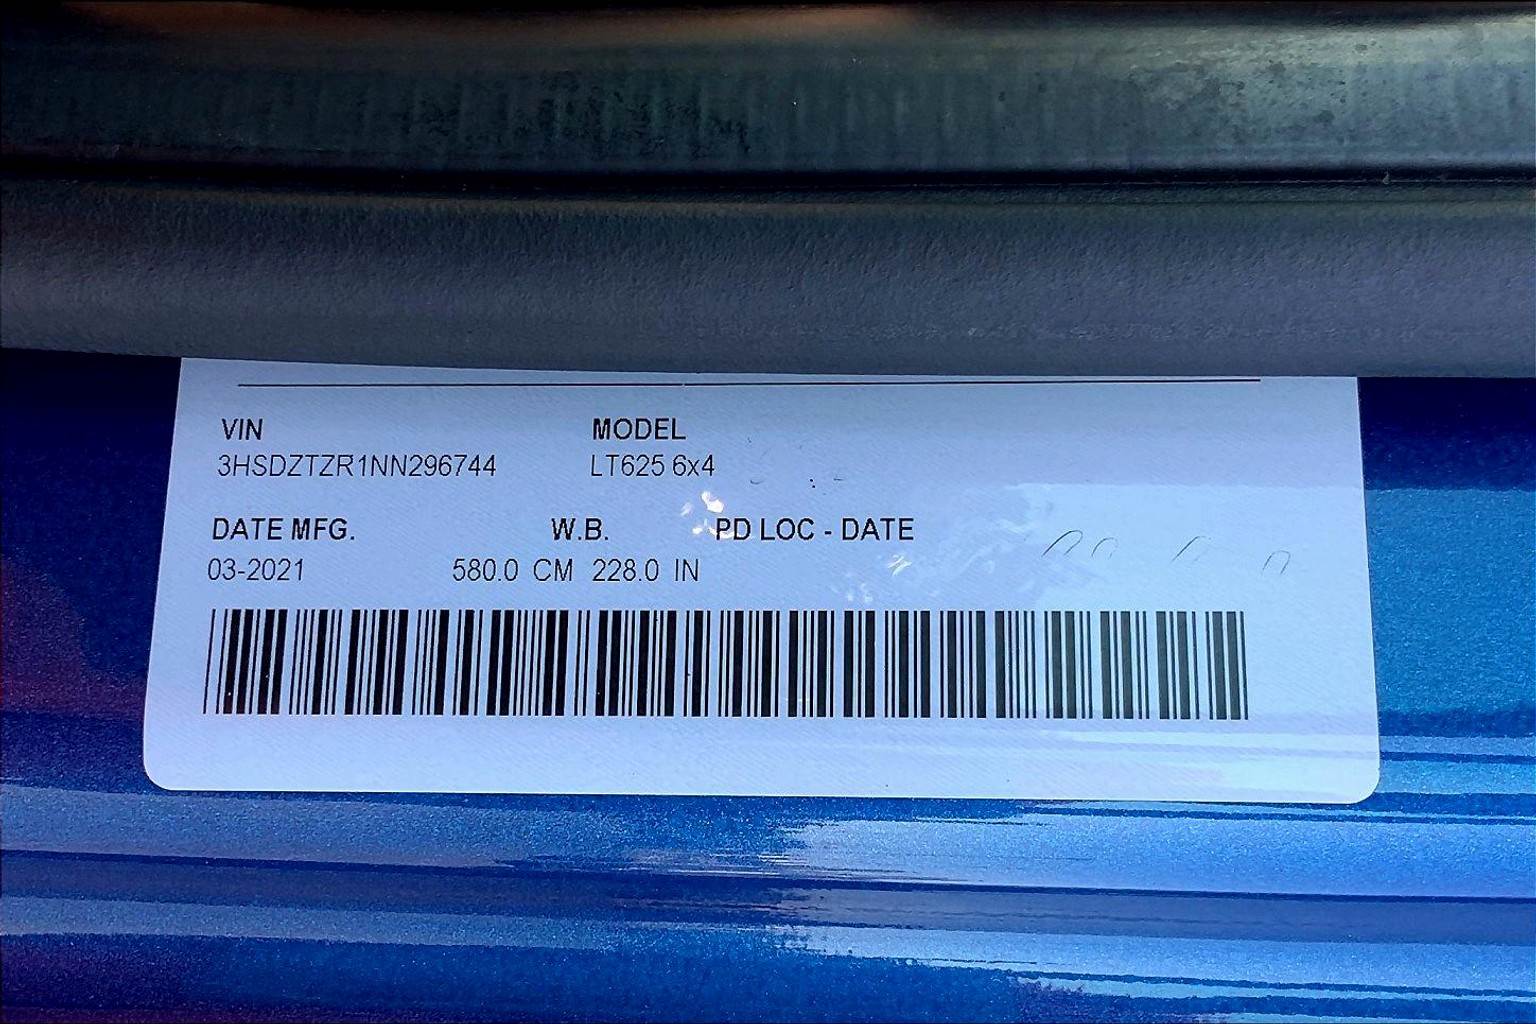 VIN MODEL
3HSDZTZR1NN296744 LT625 6x4
DATE MFG. W.B. PD LOC - DATE
03-2021 580.0 CM 228.0 IN